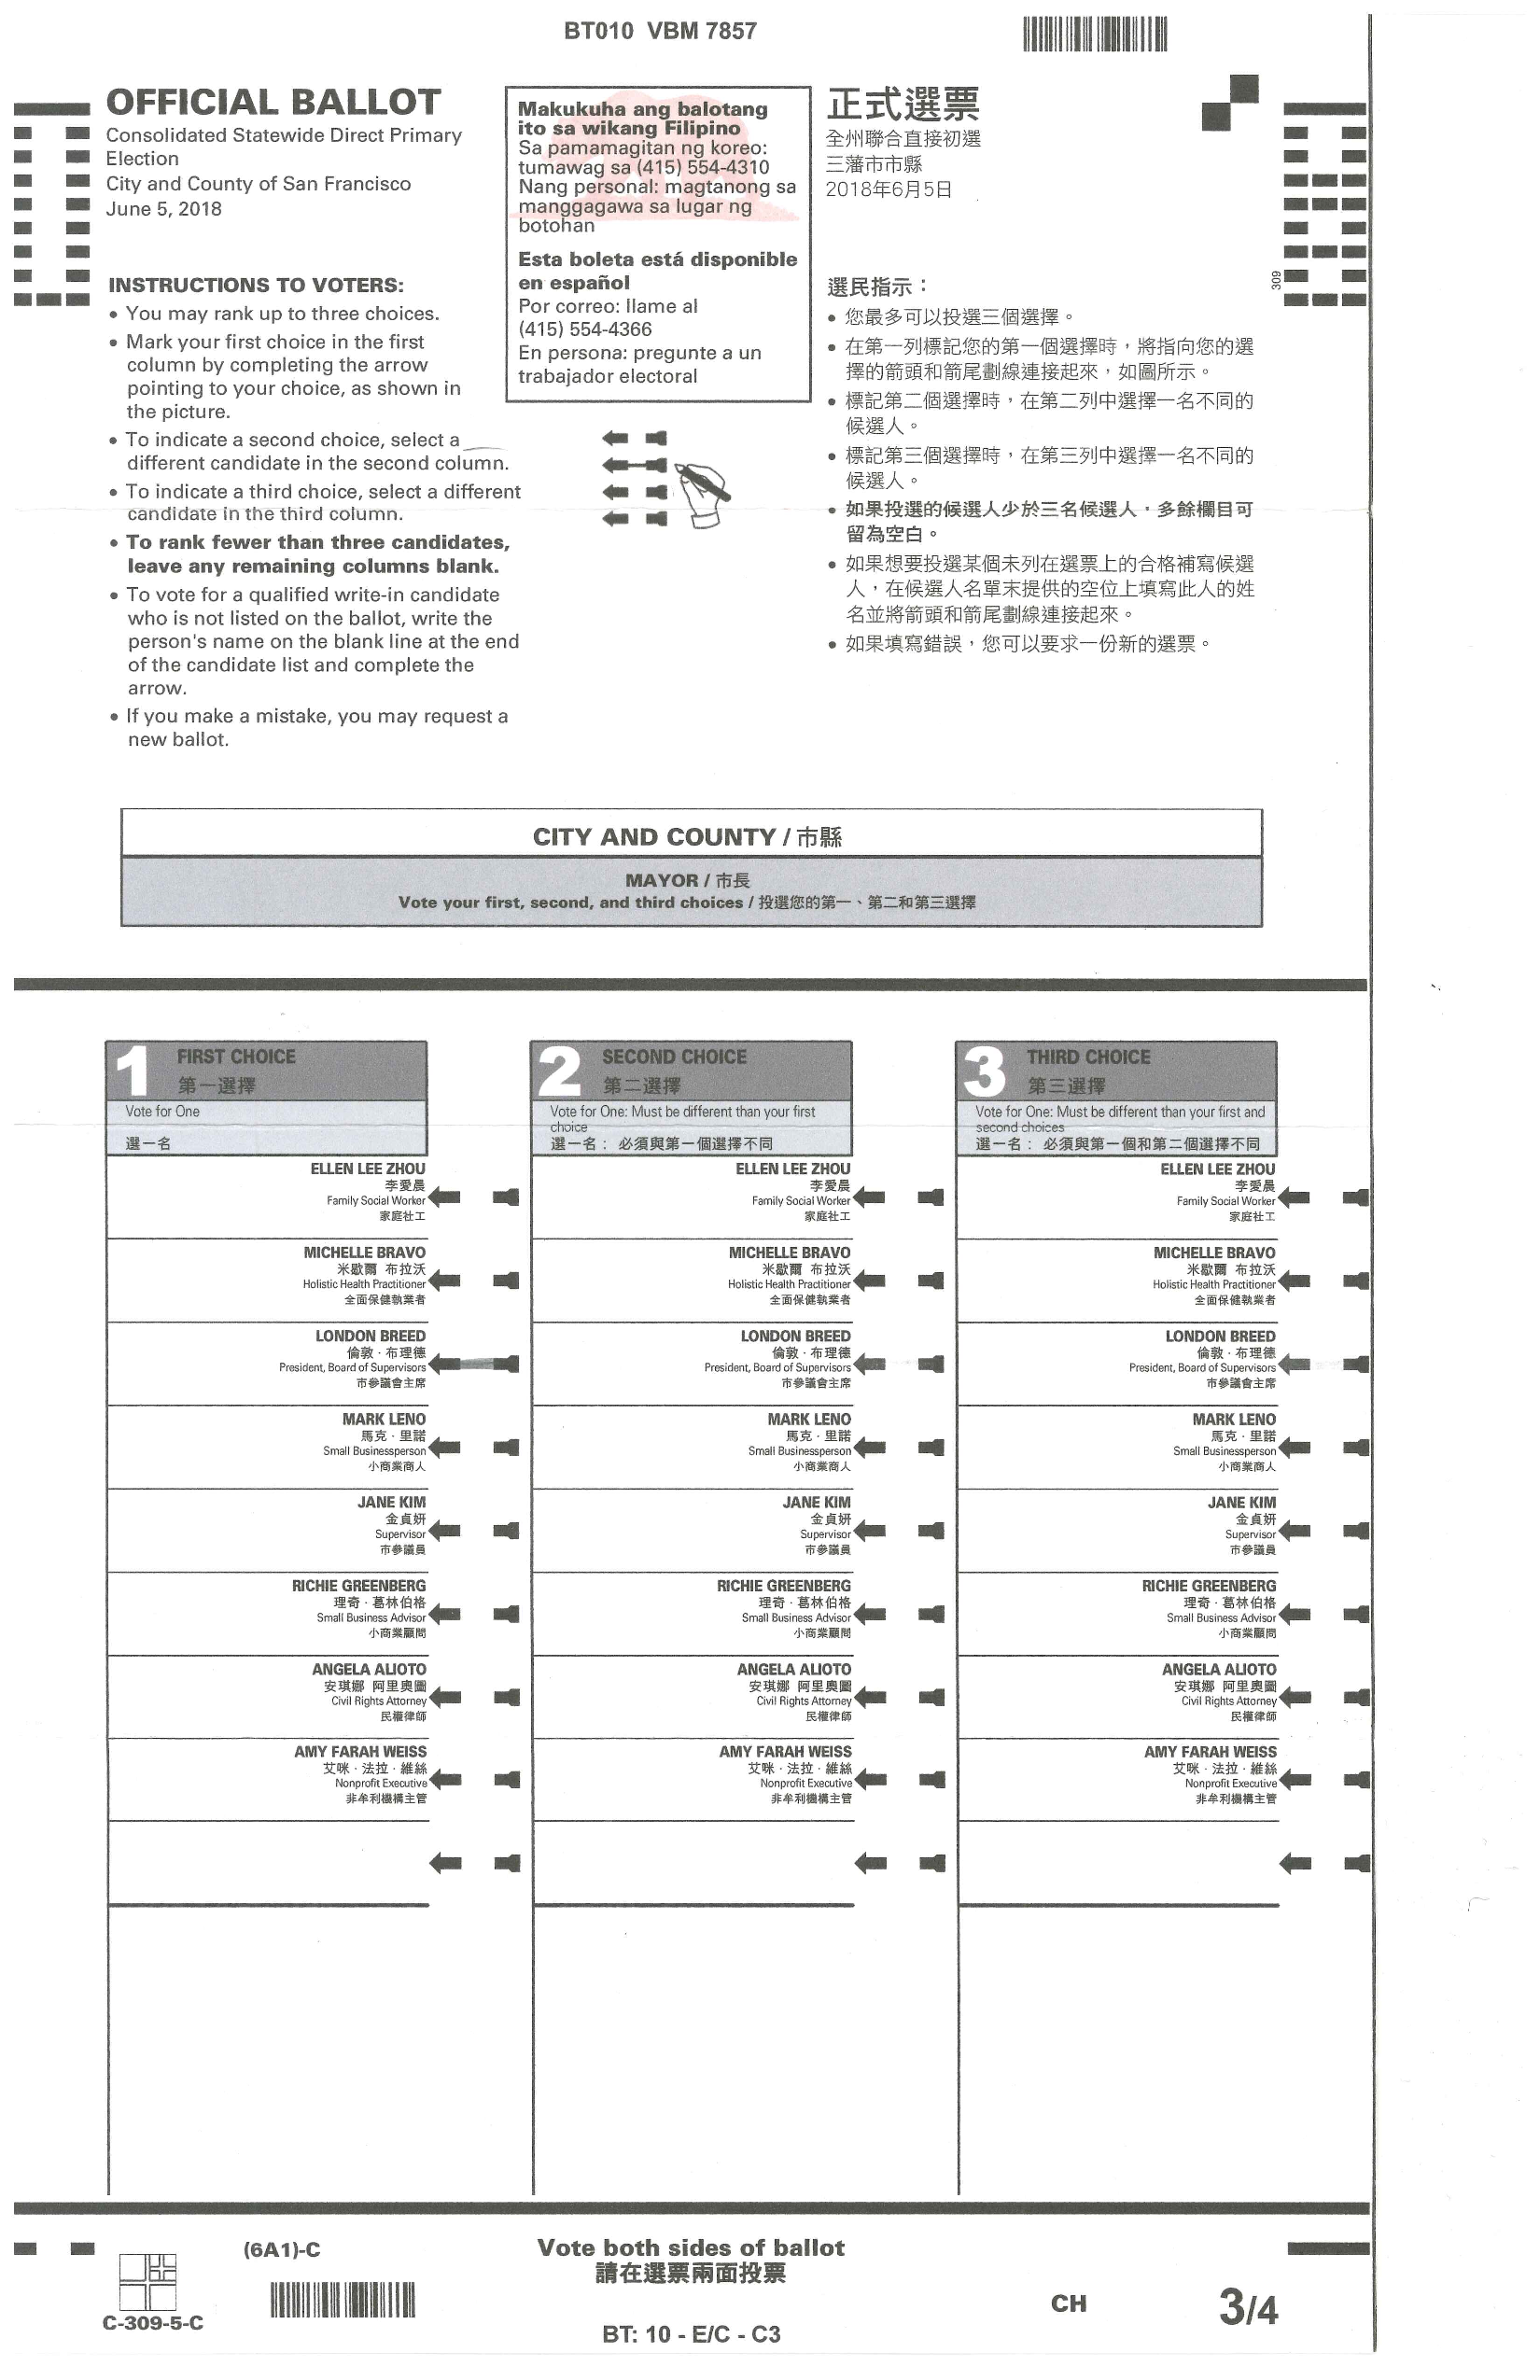 BT010 VBM 7857
OFFICIAL BALLOT
Consolidated Statewide Direct Primary
Election
City and County of San Francisco
June 5, 2018
Makukuha ang balotang
ito sa wikang Filipino
Sa pamamagitan ng koreo:
tumawag sa (415) 554-4310
Nang personal: magtanong sa
manggagawa sa lugar ng
botohan
Esta boleta está disponible
en español
Por correo: llame al
(415) 554-4366
En persona: pregunte a un
trabajador electoral
正式選票
全州聯合直接初選
三藩市市縣
2018年6月5日
309
INSTRUCTIONS TO VOTERS:
• You may rank up to three choices.
• Mark your first choice in the first
column by completing the arrow
pointing to your choice, as shown in
the picture.
• To indicate a second choice, select a
different candidate in the second column.
• To indicate a third choice, select a different
candidate in the third column.
• To rank fewer than three candidates,
leave any remaining columns blank.
• To vote for a qualified write-in candidate
who is not listed on the ballot, write the
person's name on the blank line at the end
of the candidate list and complete the
arrow.
• If you make a mistake, you may request a
new ballot.
選民指示：
• 您最多可以投選三個選擇。
• 在第一列標記您的第一個選擇時，將指向您的選
擇的箭頭和箭尾劃線連接起來，如圖所示。
• 標記第二個選擇時，在第二列中選擇一名不同的
候選人。
• 標記第三個選擇時，在第三列中選擇一名不同的
候選人。
• 如果投選的候選人少於三名候選人，多餘欄目可
留為空白。
• 如果想要投選某個未列在選票上的合格補寫候選
人，在候選人名單末提供的空位上填寫此人的姓
名並將箭頭和箭尾劃線連接起來。
• 如果填寫錯誤，您可以要求一份新的選票。
CITY AND COUNTY / 市縣
MAYOR / 市長
Vote your first, second, and third choices / 投選您的第一、第二和第三選擇
1 FIRST CHOICE
第一選擇
Vote for One
選一名
ELLEN LEE ZHOU
李愛晨
Family Social Worker
家庭社工
MICHELLE BRAVO
米歇爾 布拉沃
Holistic Health Practitioner
全面保健執業者
LONDON BREED
倫敦 · 布理德
President, Board of Supervisors
市參議會主席
MARK LENO
馬克 · 里諾
Small Businessperson
小商業商人
JANE KIM
金貞妍
Supervisor
市參議員
RICHIE GREENBERG
理奇 · 葛林伯格
Small Business Advisor
小商業顧問
ANGELA ALIOTO
安琪娜 阿里奧圖
Civil Rights Attorney
民權律師
AMY FARAH WEISS
艾咪 · 法拉 · 維絲
Nonprofit Executive
非牟利機構主管
2 SECOND CHOICE
第二選擇
Vote for One: Must be different than your first
choice
選一名： 必須與第一個選擇不同
ELLEN LEE ZHOU
李愛晨
Family Social Worker
家庭社工
MICHELLE BRAVO
米歇爾 布拉沃
Holistic Health Practitioner
全面保健執業者
LONDON BREED
倫敦 · 布理德
President, Board of Supervisors
市參議會主席
MARK LENO
馬克 · 里諾
Small Businessperson
小商業商人
JANE KIM
金貞妍
Supervisor
市參議員
RICHIE GREENBERG
理奇 · 葛林伯格
Small Business Advisor
小商業顧問
ANGELA ALIOTO
安琪娜 阿里奧圖
Civil Rights Attorney
民權律師
AMY FARAH WEISS
艾咪 · 法拉 · 維絲
Nonprofit Executive
非牟利機構主管
3 THIRD CHOICE
第三選擇
Vote for One: Must be different than your first and
second choices
選一名： 必須與第一個和第二個選擇不同
ELLEN LEE ZHOU
李愛晨
Family Social Worker
家庭社工
MICHELLE BRAVO
米歇爾 布拉沃
Holistic Health Practitioner
全面保健執業者
LONDON BREED
倫敦 · 布理德
President, Board of Supervisors
市參議會主席
MARK LENO
馬克 · 里諾
Small Businessperson
小商業商人
JANE KIM
金貞妍
Supervisor
市參議員
RICHIE GREENBERG
理奇 · 葛林伯格
Small Business Advisor
小商業顧問
ANGELA ALIOTO
安琪娜 阿里奧圖
Civil Rights Attorney
民權律師
AMY FARAH WEISS
艾咪 · 法拉 · 維絲
Nonprofit Executive
非牟利機構主管
(6A1)-C
C-309-5-C
Vote both sides of ballot
請在選票兩面投票
BT: 10 - E/C - C3
CH
3/4